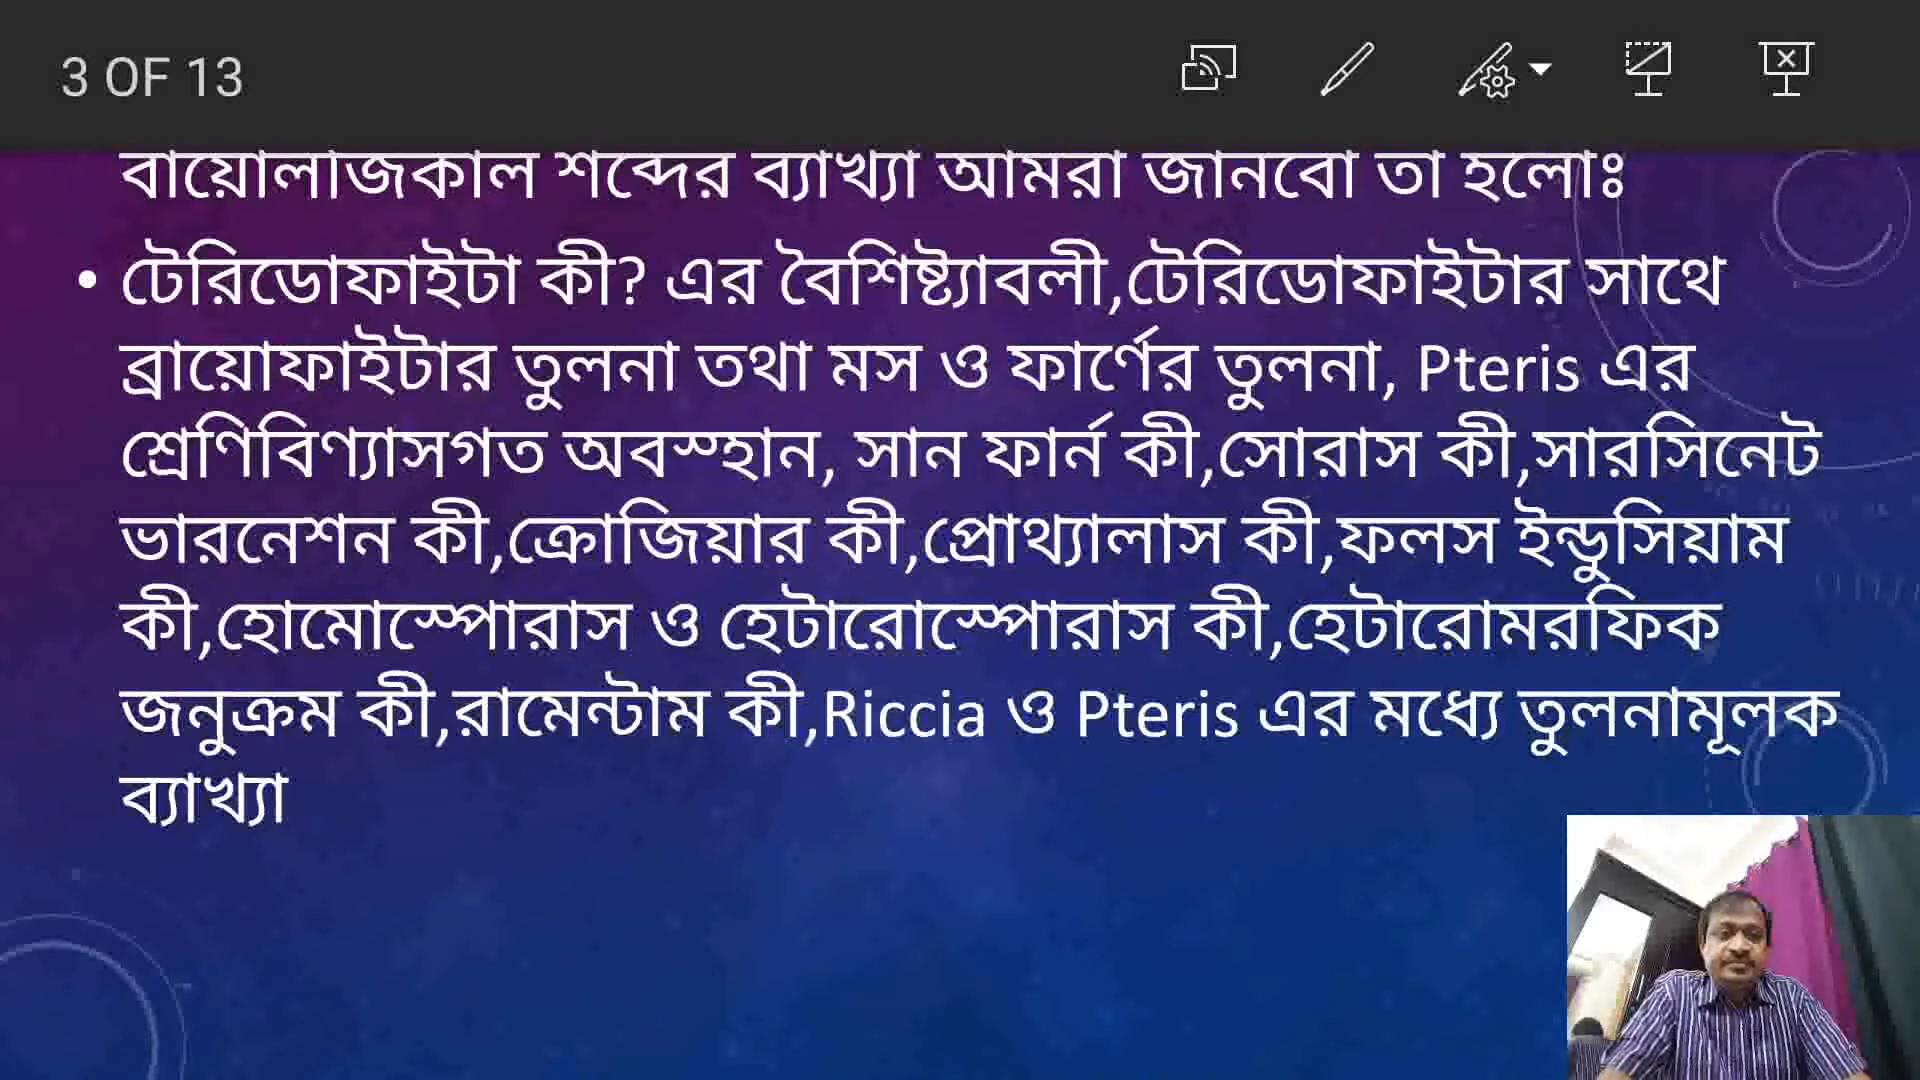 3 OF 13
বায়োলাজকাল শব্দের ব্যাখ্যা আমরা জানবো তা হলোঃ
• টেরিডোফাইটা কী? এর বৈশিষ্ট্যাবলী,টেরিডোফাইটার সাথে
ব্রায়োফাইটার তুলনা তথা মস ও ফার্ণের তুলনা, Pteris এর
শ্রেণিবিণ্যাসগত অবস্হান, সান ফার্ন কী,সোরাস কী,সারসিনেট
ভারনেশন কী,ক্রোজিয়ার কী,প্রোথ্যালাস কী,ফলস ইন্ডুসিয়াম
কী,হোমোস্পোরাস ও হেটারোস্পোরাস কী,হেটারোমরফিক
জনুক্রম কী,রামেন্টাম কী,Riccia ও Pteris এর মধ্যে তুলনামূলক
ব্যাখ্যা